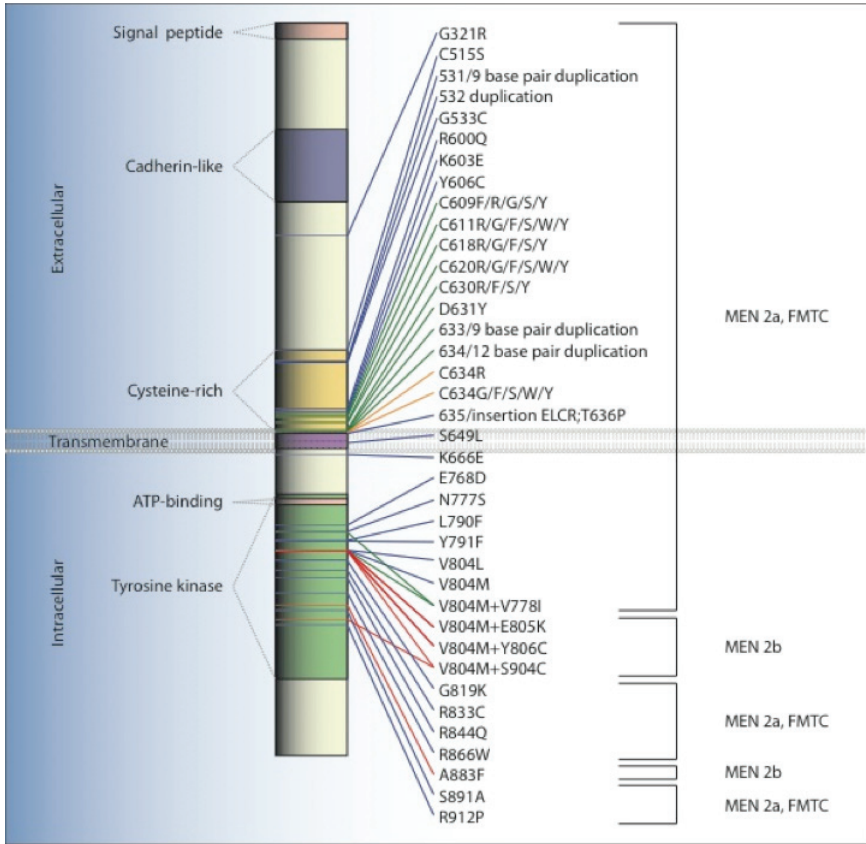 Signal peptide
Cadherin-like
Extracellular
Cysteine-rich
Transmembrane
ATP-binding
Tyrosine kinase
Intracellular
G321R
C515S
531/9 base pair duplication
532 duplication
G533C
R600Q
K603E
Y606C
C609F/R/G/S/Y
C611R/G/F/S/W/Y
C618R/G/F/S/Y
C620R/G/F/S/W/Y
C630R/F/S/Y
D631Y
633/9 base pair duplication
634/12 base pair duplication
C634R
C634G/F/S/W/Y
635/insertion ELCR;T636P
S649L
K666E
E768D
N777S
L790F
Y791F
V804L
V804M
V804M+V778I
V804M+E805K
V804M+Y806C
V804M+S904C
G819K
R833C
R844Q
R866W
A883F
S891A
R912P
MEN 2a, FMTC
MEN 2b
MEN 2a, FMTC
MEN 2b
MEN 2a, FMTC